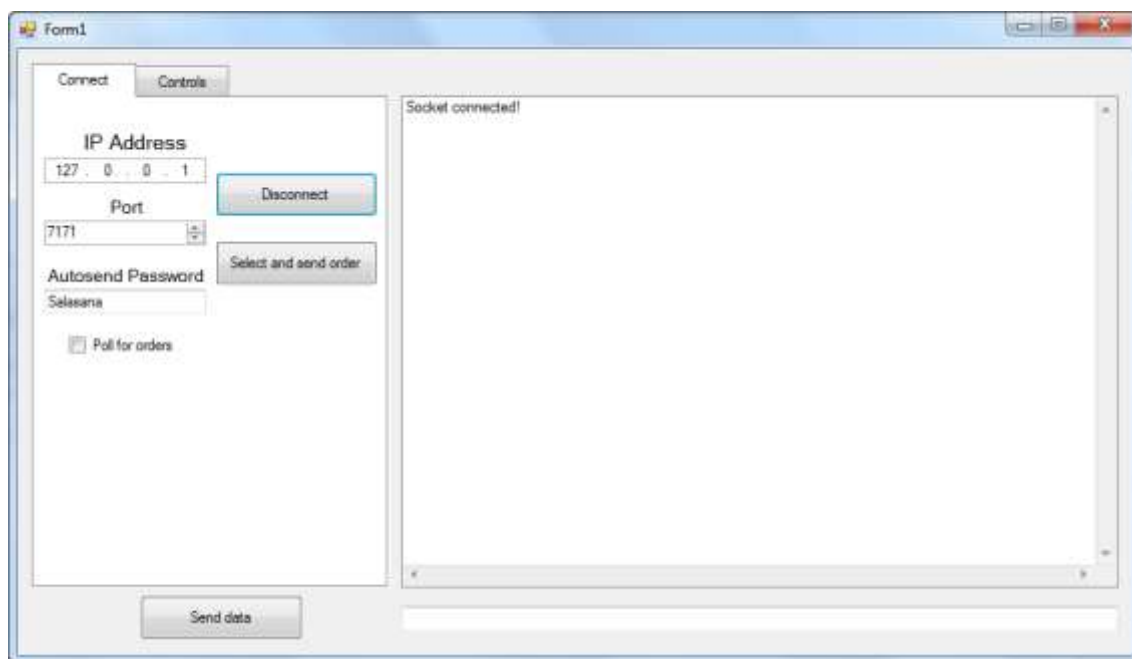 Form1
Connect
Controls
IP Address
127 . 0 . 0 . 1
Port
7171
Autosend Password
Salasana
Poll for orders
Disconnect
Select and send order
Socket connected!
Send data